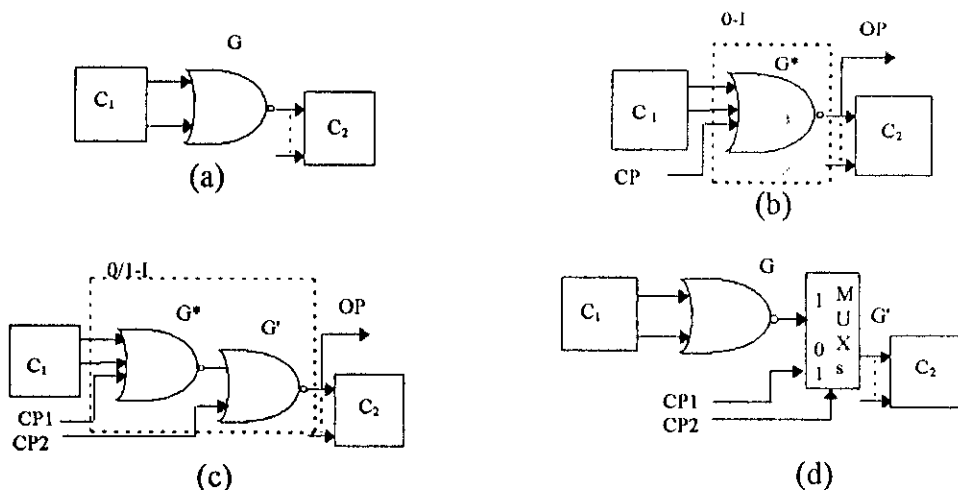 G
C₁
C₂
(a)
0-I
OP
G*
C₁
C₂
CP
(b)
0/1-I
G*
G'
OP
C₁
C₂
CP1
CP2
(c)
G
C₁
1
0
1
M
U
X
s
G'
C₂
CP1
CP2
(d)